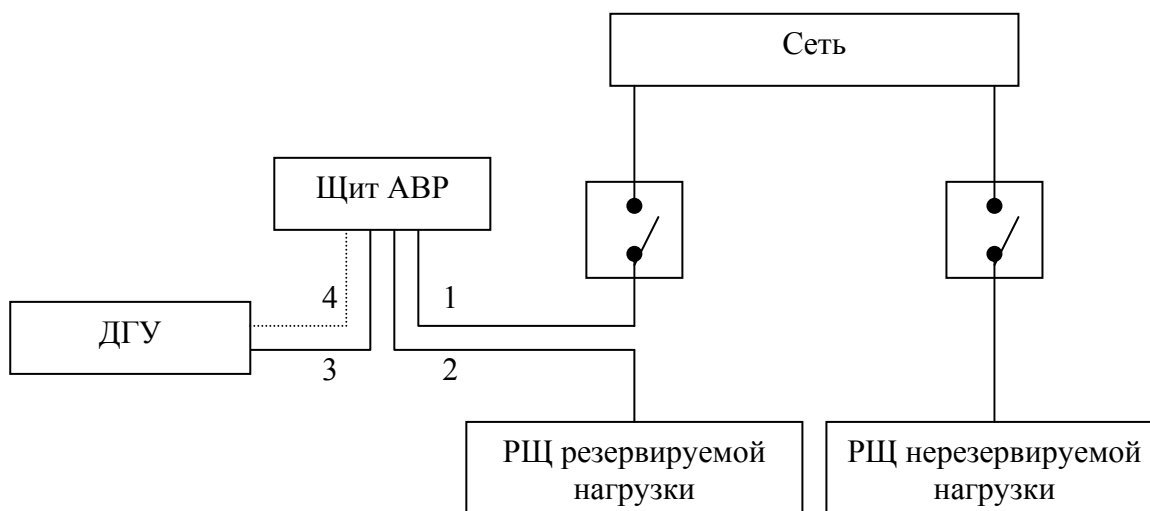 Сеть
Щит АВР
4
1
ДГУ
3
2
РЩ резервируемой
нагрузки
РЩ нерезервируемой
нагрузки